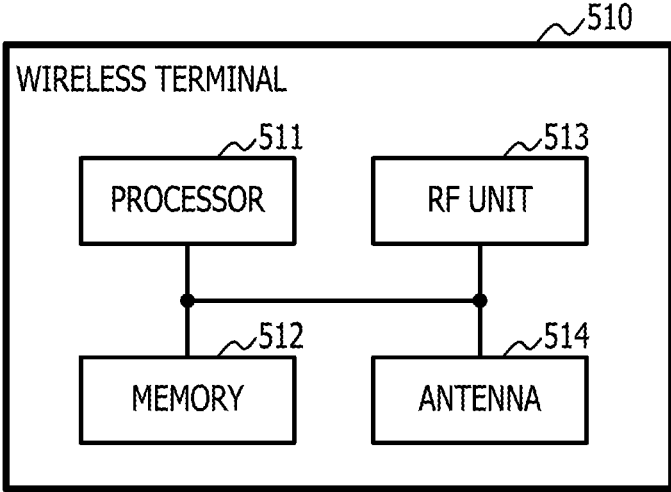 510
WIRELESS TERMINAL
511
513
PROCESSOR
RF UNIT
512
514
MEMORY
ANTENNA